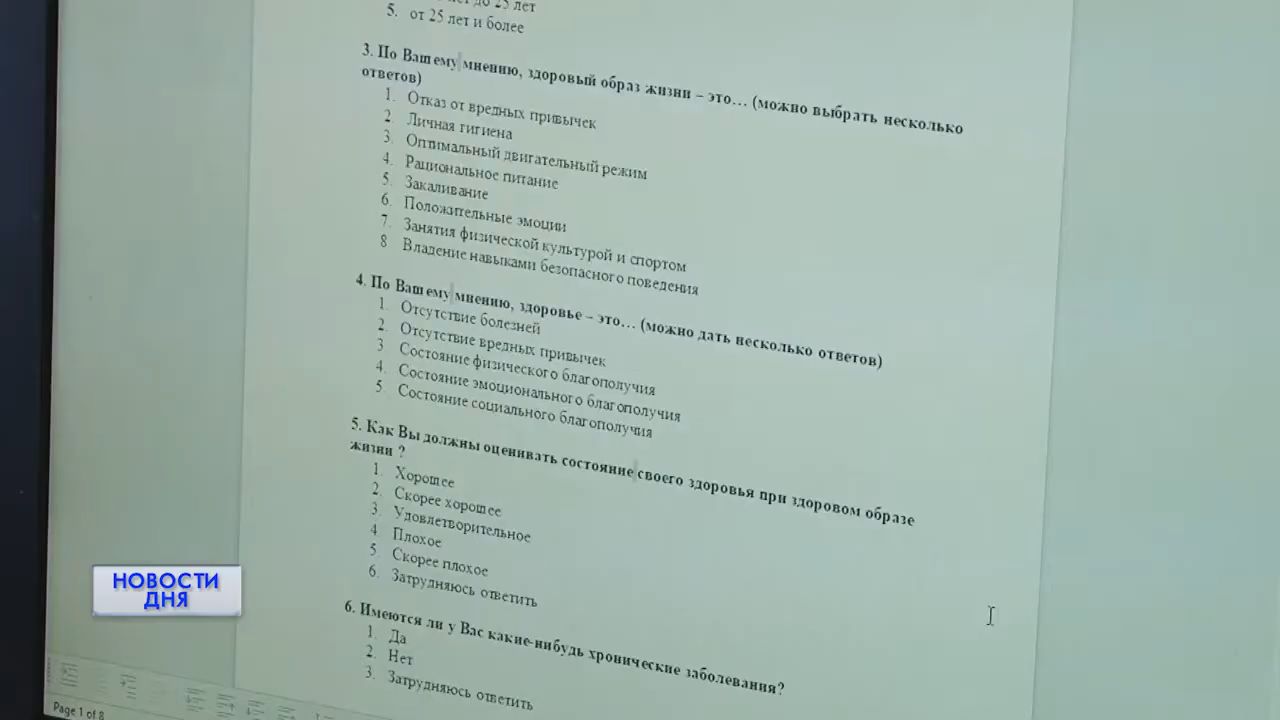 до 25 лет
5. от 25 лет и более
3. По Вашему мнению, здоровый образ жизни – это… (можно выбрать несколько
ответов)
1. Отказ от вредных привычек
2. Личная гигиена
3. Оптимальный двигательный режим
4. Рациональное питание
5. Закаливание
6. Положительные эмоции
7. Занятия физической культурой и спортом
8 Владение навыками безопасного поведения
4. По Вашему мнению, здоровье – это… (можно дать несколько ответов)
1. Отсутствие болезней
2. Отсутствие вредных привычек
3 Состояние физического благополучия
4. Состояние эмоционального благополучия
5. Состояние социального благополучия
5. Как Вы должны оценивать состояние своего здоровья при здоровом образе
жизни ?
1. Хорошее
2. Скорее хорошее
3. Удовлетворительное
4. Плохое
5. Скорее плохое
6. Затрудняюсь ответить
6. Имеются ли у Вас какие-нибудь хронические заболевания?
1. Да
2. Нет
3. Затрудняюсь ответить
НОВОСТИ
ДНЯ
Page 1 of 8